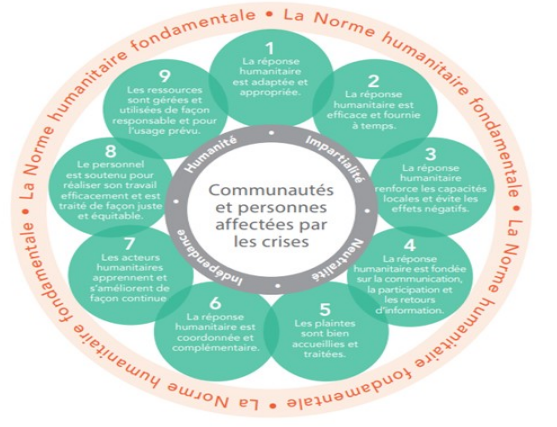 La Norme humanitaire fondamentale • La Norme humanitaire fondamentale • La Norme humanitaire fondamentale • La Norme humanitaire fondamentale •
1
La réponse
humanitaire
est adaptée et
appropriée.
2
La réponse
humanitaire est
efficace et fournie
à temps.
3
La réponse
humanitaire
renforce les capacités
locales et évite les
effets négatifs.
4
La réponse
humanitaire est fondée
sur la communication,
la participation et
les retours
d'information.
5
Les plaintes
sont bien
accueillies et
traitées.
6
La réponse
humanitaire est
coordonnée et
complémentaire.
7
Les acteurs
humanitaires
apprennent et
s'améliorent de
façon continue
8
Le personnel
est soutenu pour
réaliser son travail
efficacement et est
traité de façon juste
et équitable.
9
Les ressources
sont gérées et
utilisées de façon
responsable et pour
l'usage prévu.
Humanité • Impartialité • Neutralité • Indépendance •
Communautés
et personnes
affectées par
les crises